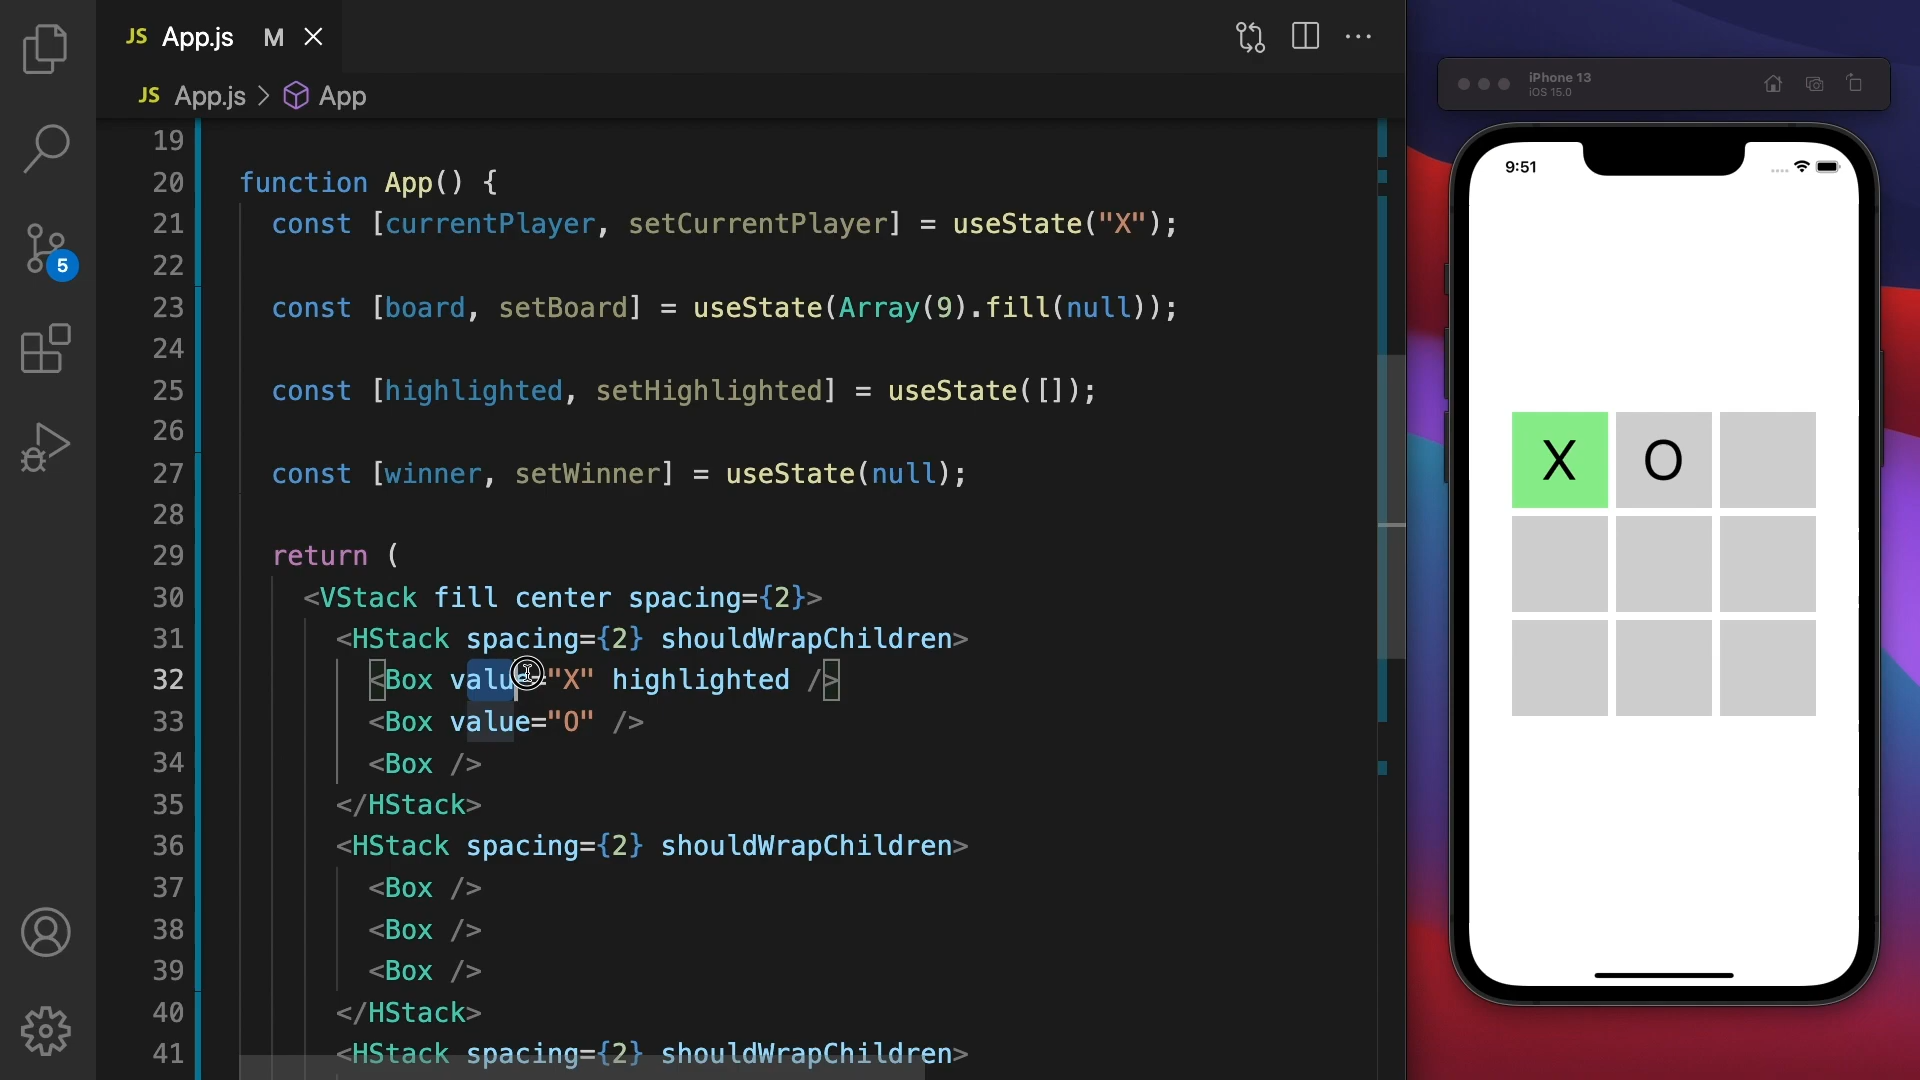 JS App.js M
JS App.js > App
19
20 function App() {
21 const [currentPlayer, setCurrentPlayer] = useState("X");
22
23 const [board, setBoard] = useState(Array(9).fill(null));
24
25 const [highlighted, setHighlighted] = useState([]);
26
27 const [winner, setWinner] = useState(null);
28
29 return (
30 <VStack fill center spacing={2}>
31 <HStack spacing={2} shouldWrapChildren>
32 <Box value="X" highlighted />
33 <Box value="O" />
34 <Box />
35 </HStack>
36 <HStack spacing={2} shouldWrapChildren>
37 <Box />
38 <Box />
39 <Box />
40 </HStack>
41 <HStack spacing={2} shouldWrapChildren>
5
iPhone 13
iOS 15.0
9:51
X O